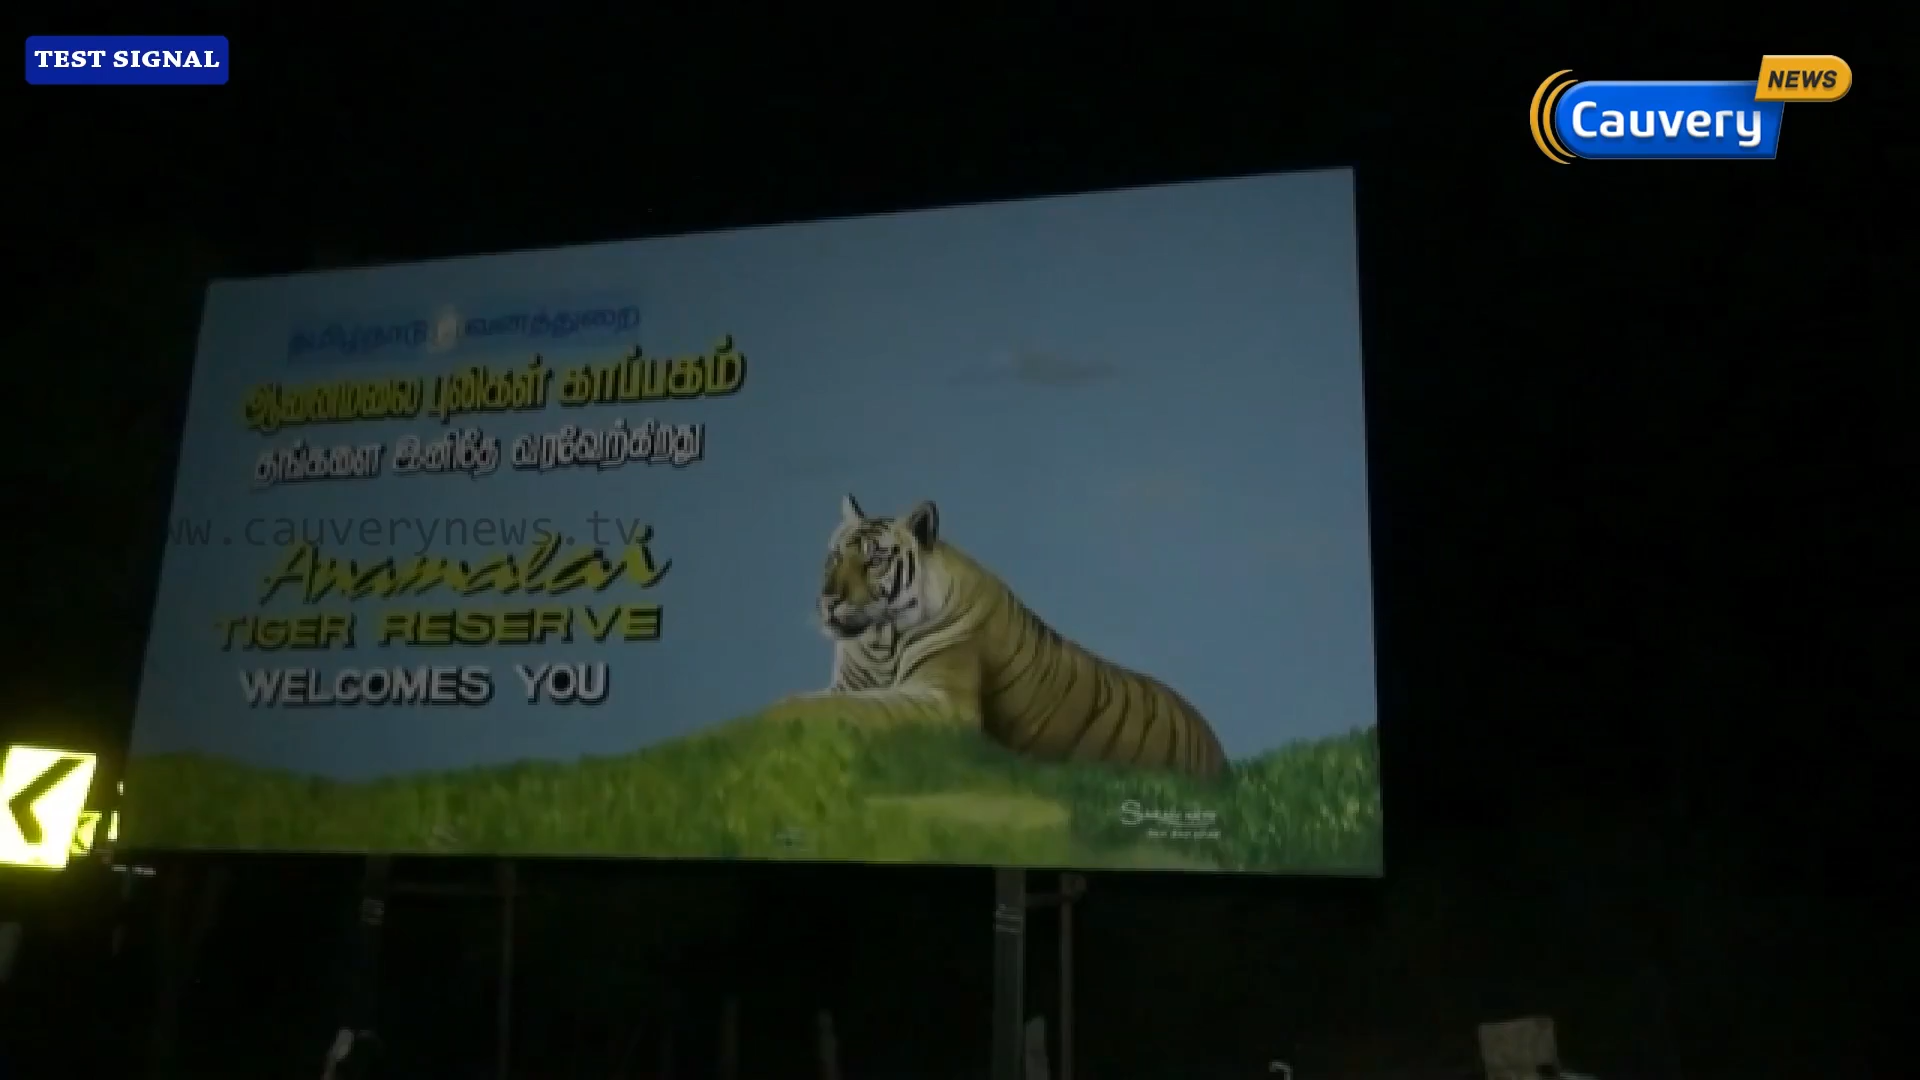 TEST SIGNAL
NEWS
Cauvery
தமிழ்நாடு வனத்துறை
ஆனைமலை புலிகள் காப்பகம்
தங்களை இனிதே வரவேற்கிறது
www.cauverynews.tv
Anamalai
TIGER RESERVE
WELCOMES YOU